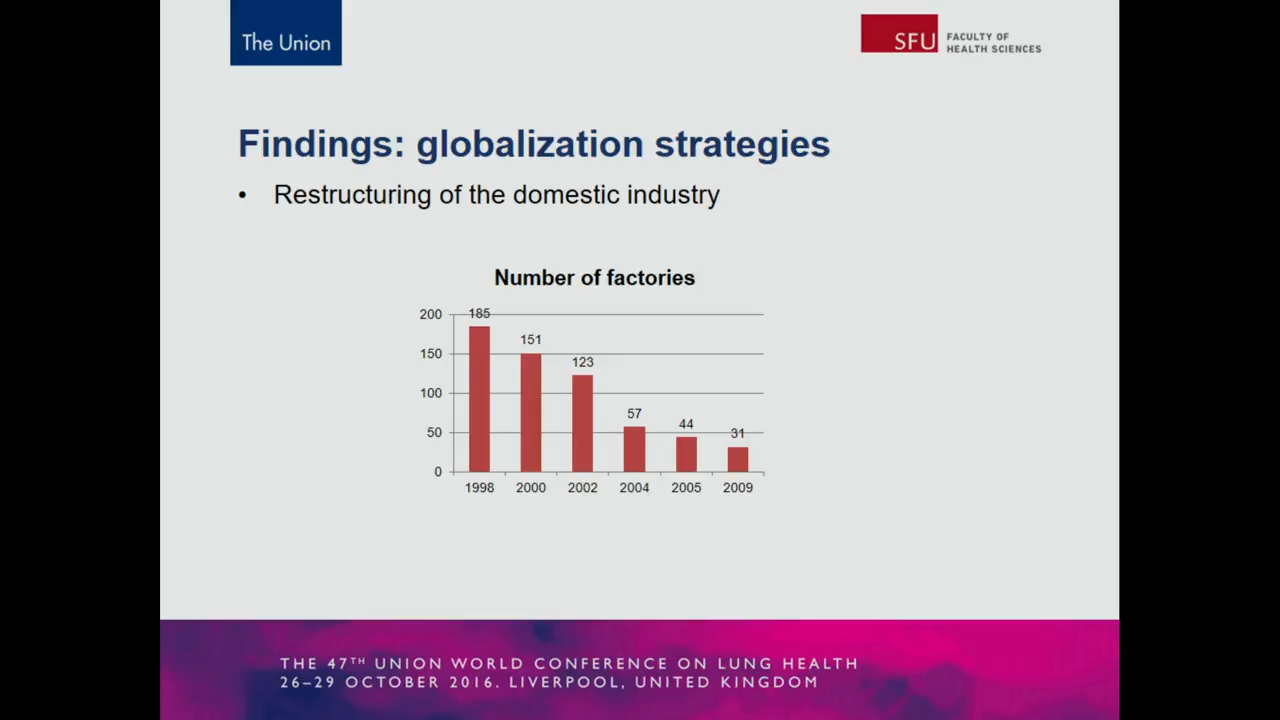 The Union
SFU
FACULTY OF
HEALTH SCIENCES
Findings: globalization strategies
• Restructuring of the domestic industry
Number of factories
200
150
100
50
0
185
151
123
57
44
31
1998 2000 2002 2004 2005 2009
THE 47TH UNION WORLD CONFERENCE ON LUNG HEALTH
26–29 OCTOBER 2016. LIVERPOOL, UNITED KINGDOM